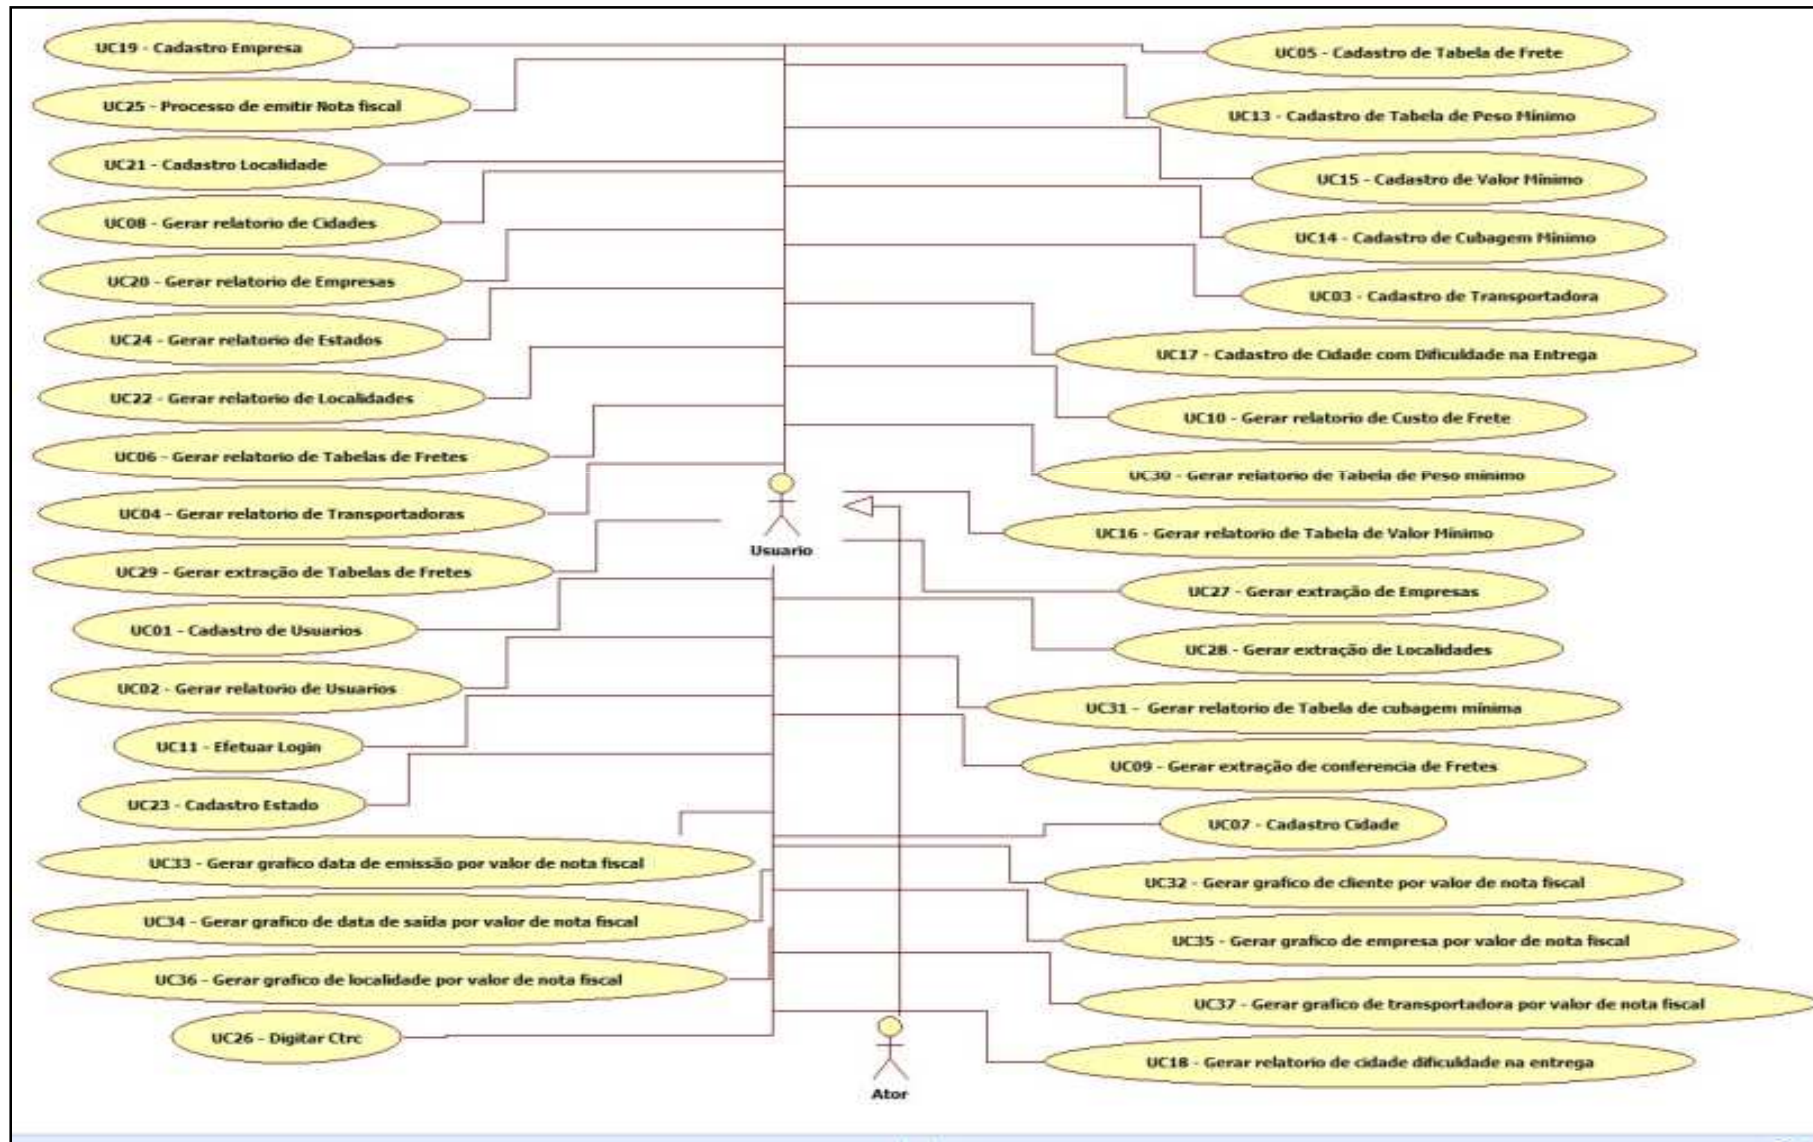 UC19 - Cadastro Empresa
UC25 - Processo de emitir Nota fiscal
UC21 - Cadastro Localidade
UC08 - Gerar relatorio de Cidades
UC20 - Gerar relatorio de Empresas
UC24 - Gerar relatorio de Estados
UC22 - Gerar relatorio de Localidades
UC06 - Gerar relatorio de Tabelas de Fretes
UC04 - Gerar relatorio de Transportadoras
UC29 - Gerar extração de Tabelas de Fretes
UC01 - Cadastro de Usuarios
UC02 - Gerar relatorio de Usuarios
UC11 - Efetuar Login
UC23 - Cadastro Estado
UC33 - Gerar grafico data de emissão por valor de nota fiscal
UC34 - Gerar grafico de data de saída por valor de nota fiscal
UC36 - Gerar grafico de localidade por valor de nota fiscal
UC26 - Digitar Ctrc
Usuario
Ator
UC05 - Cadastro de Tabela de Frete
UC13 - Cadastro de Tabela de Peso Mínimo
UC15 - Cadastro de Valor Mínimo
UC14 - Cadastro de Cubagem Mínimo
UC03 - Cadastro de Transportadora
UC17 - Cadastro de Cidade com Dificuldade na Entrega
UC10 - Gerar relatorio de Custo de Frete
UC30 - Gerar relatorio de Tabela de Peso mínimo
UC16 - Gerar relatorio de Tabela de Valor Mínimo
UC27 - Gerar extração de Empresas
UC28 - Gerar extração de Localidades
UC31 - Gerar relatorio de Tabela de cubagem mínima
UC09 - Gerar extração de conferencia de Fretes
UC07 - Cadastro Cidade
UC32 - Gerar grafico de cliente por valor de nota fiscal
UC35 - Gerar grafico de empresa por valor de nota fiscal
UC37 - Gerar grafico de transportadora por valor de nota fiscal
UC18 - Gerar relatorio de cidade dificuldade na entrega